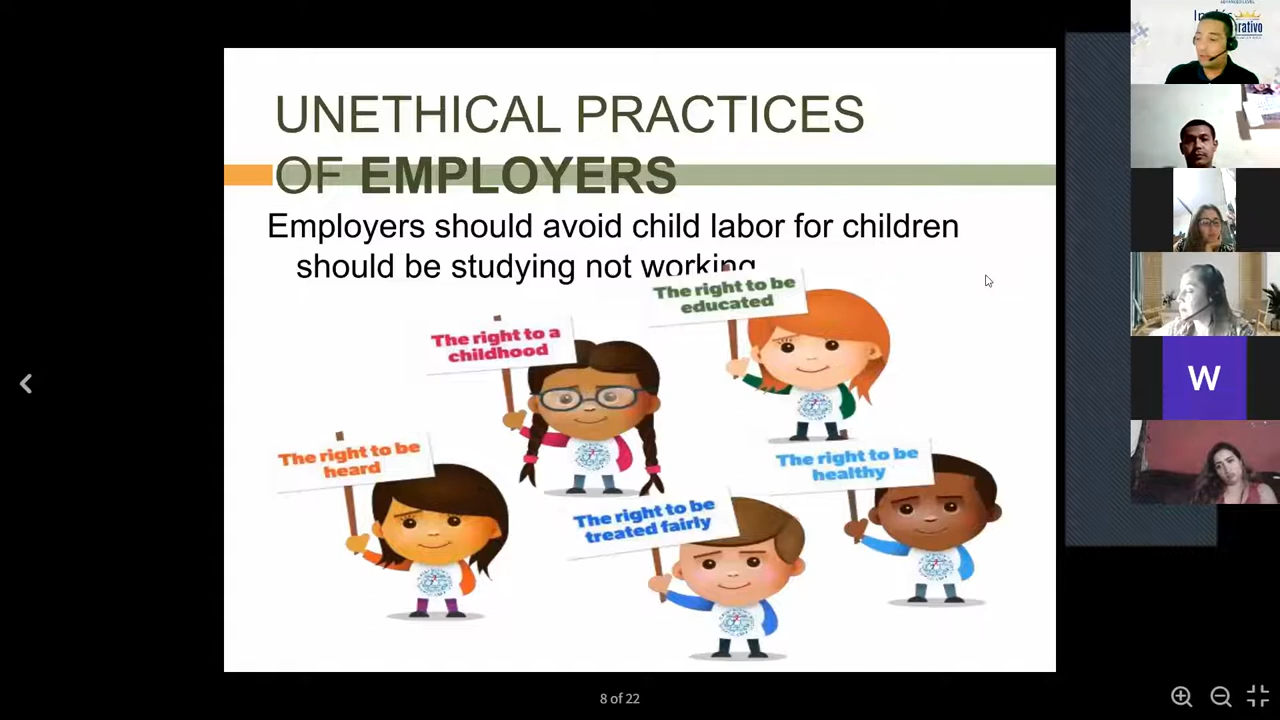 UNETHICAL PRACTICES
OF EMPLOYERS
Employers should avoid child labor for children
should be studying not working
The right to be
educated
The right to a
childhood
The right to be
heard
The right to be
healthy
The right to be
treated fairly
8 of 22
W